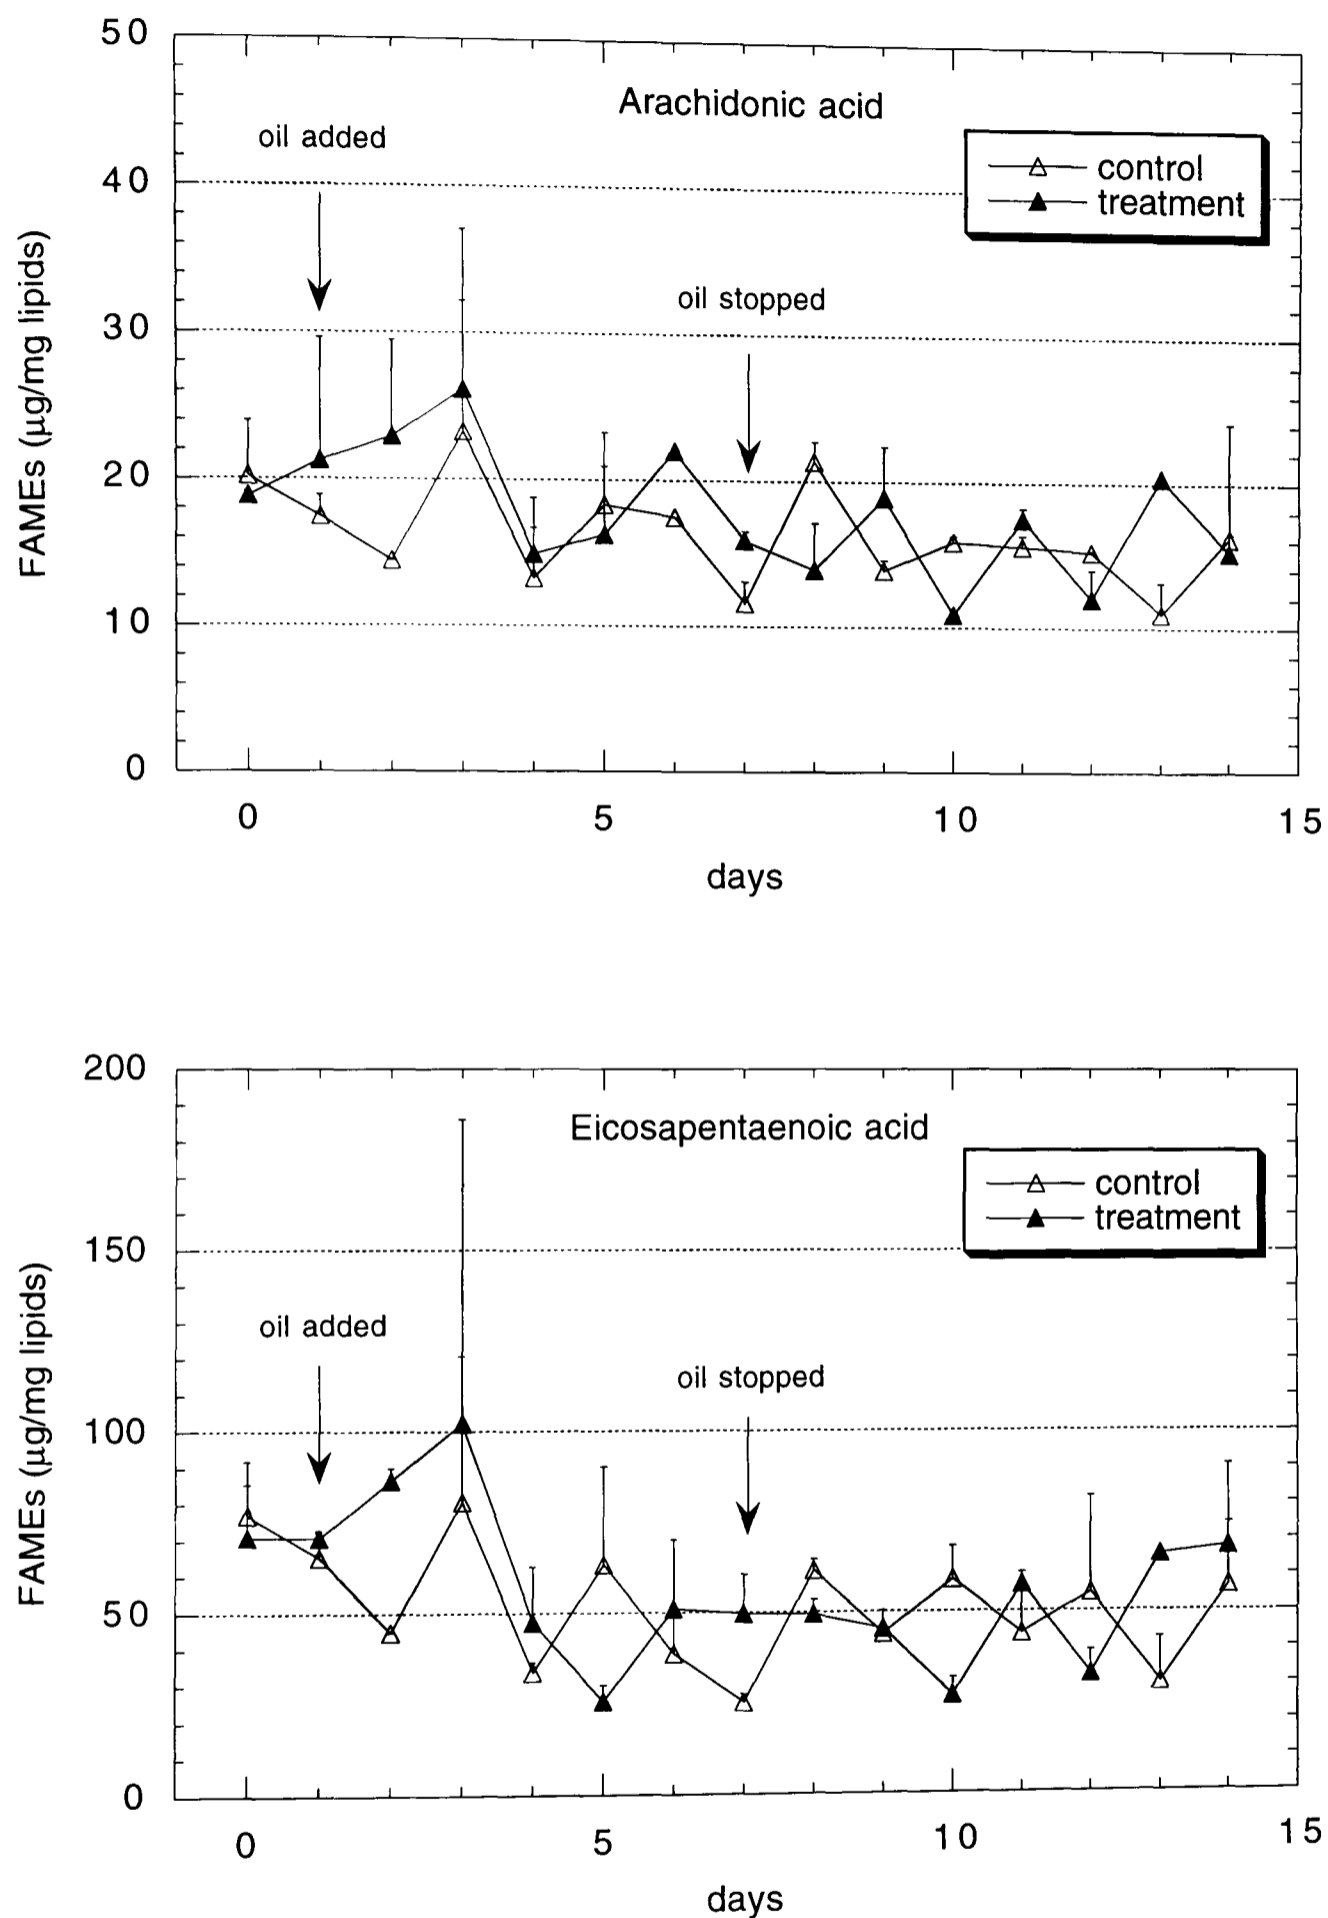 50
Arachidonic acid
oil added
control
treatment
40
oil stopped
30
20
10
0
FAMEs (µg/mg lipids)
0 5 10 15
days
200
Eicosapentaenoic acid
control
treatment
150
oil added
oil stopped
100
50
0
FAMEs (µg/mg lipids)
0 5 10 15
days